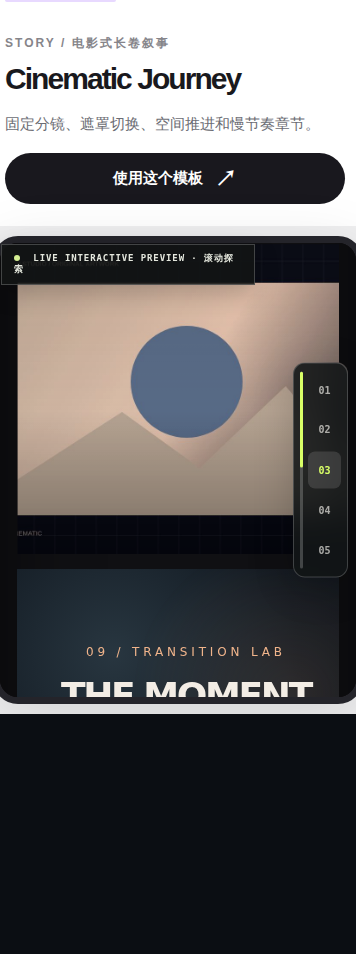 STORY / 电影式长卷叙事
Cinematic Journey
固定分镜、遮罩切换、空间推进和慢节奏章节。
使用这个模板 ↗
LIVE INTERACTIVE PREVIEW · 滚动探
索
01
02
03
04
05
EMATIC
09 / TRANSITION LAB
THE MOMENT